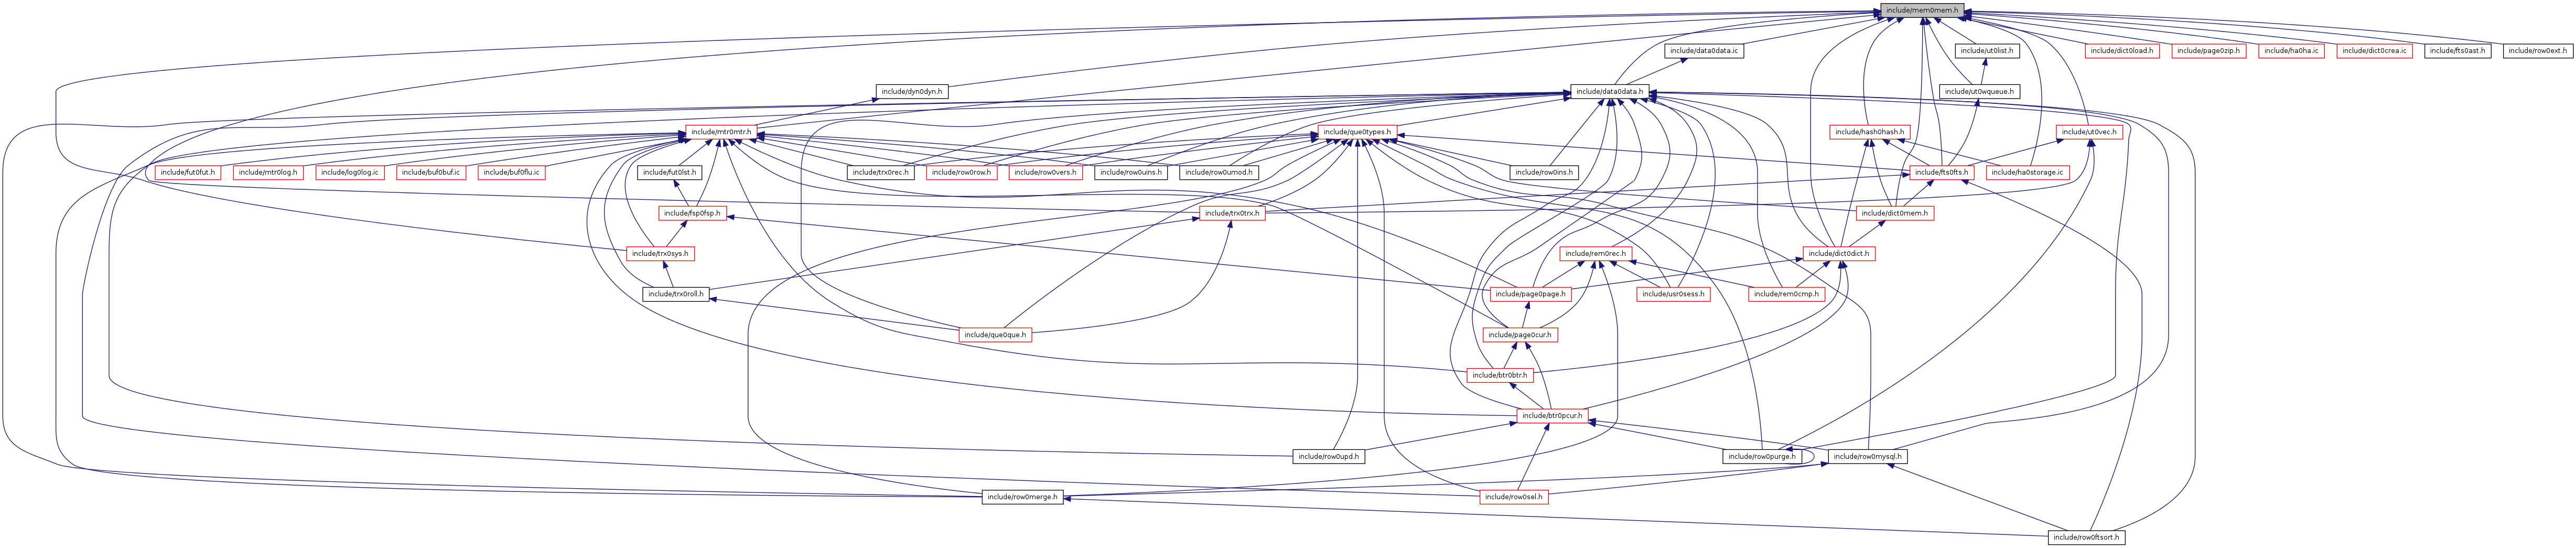 include/mem0mem.h
include/data0data.ic
include/ut0list.h
include/dict0load.h
include/page0zip.h
include/ha0ha.ic
include/dict0crea.ic
include/fts0ast.h
include/row0ext.h
include/dyn0dyn.h
include/data0data.h
include/ut0wqueue.h
include/mtr0mtr.h
include/que0types.h
include/hash0hash.h
include/ut0vec.h
include/fut0fut.h
include/mtr0log.h
include/log0log.ic
include/buf0buf.ic
include/buf0flu.ic
include/fut0lst.h
include/trx0rec.h
include/row0row.h
include/row0vers.h
include/row0uins.h
include/row0umod.h
include/row0ins.h
include/fts0fts.h
include/ha0storage.ic
include/fsp0fsp.h
include/trx0trx.h
include/dict0mem.h
include/trx0sys.h
include/rem0rec.h
include/dict0dict.h
include/trx0roll.h
include/page0page.h
include/usr0sess.h
include/rem0cmp.h
include/que0que.h
include/page0cur.h
include/btr0btr.h
include/btr0pcur.h
include/row0upd.h
include/row0purge.h
include/row0mysql.h
include/row0merge.h
include/row0sel.h
include/row0ftsort.h